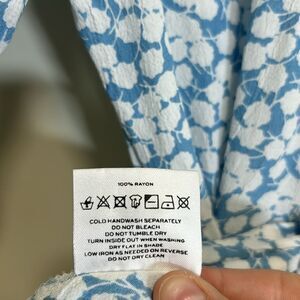 100% RAYON
COLD HANDWASH SEPARATELY
DO NOT BLEACH
DO NOT TUMBLE DRY
TURN INSIDE OUT WHEN WASHING
DRY FLAT IN SHADE
LOW IRON AS NEEDED ON REVERSE
DO NOT DRY CLEAN